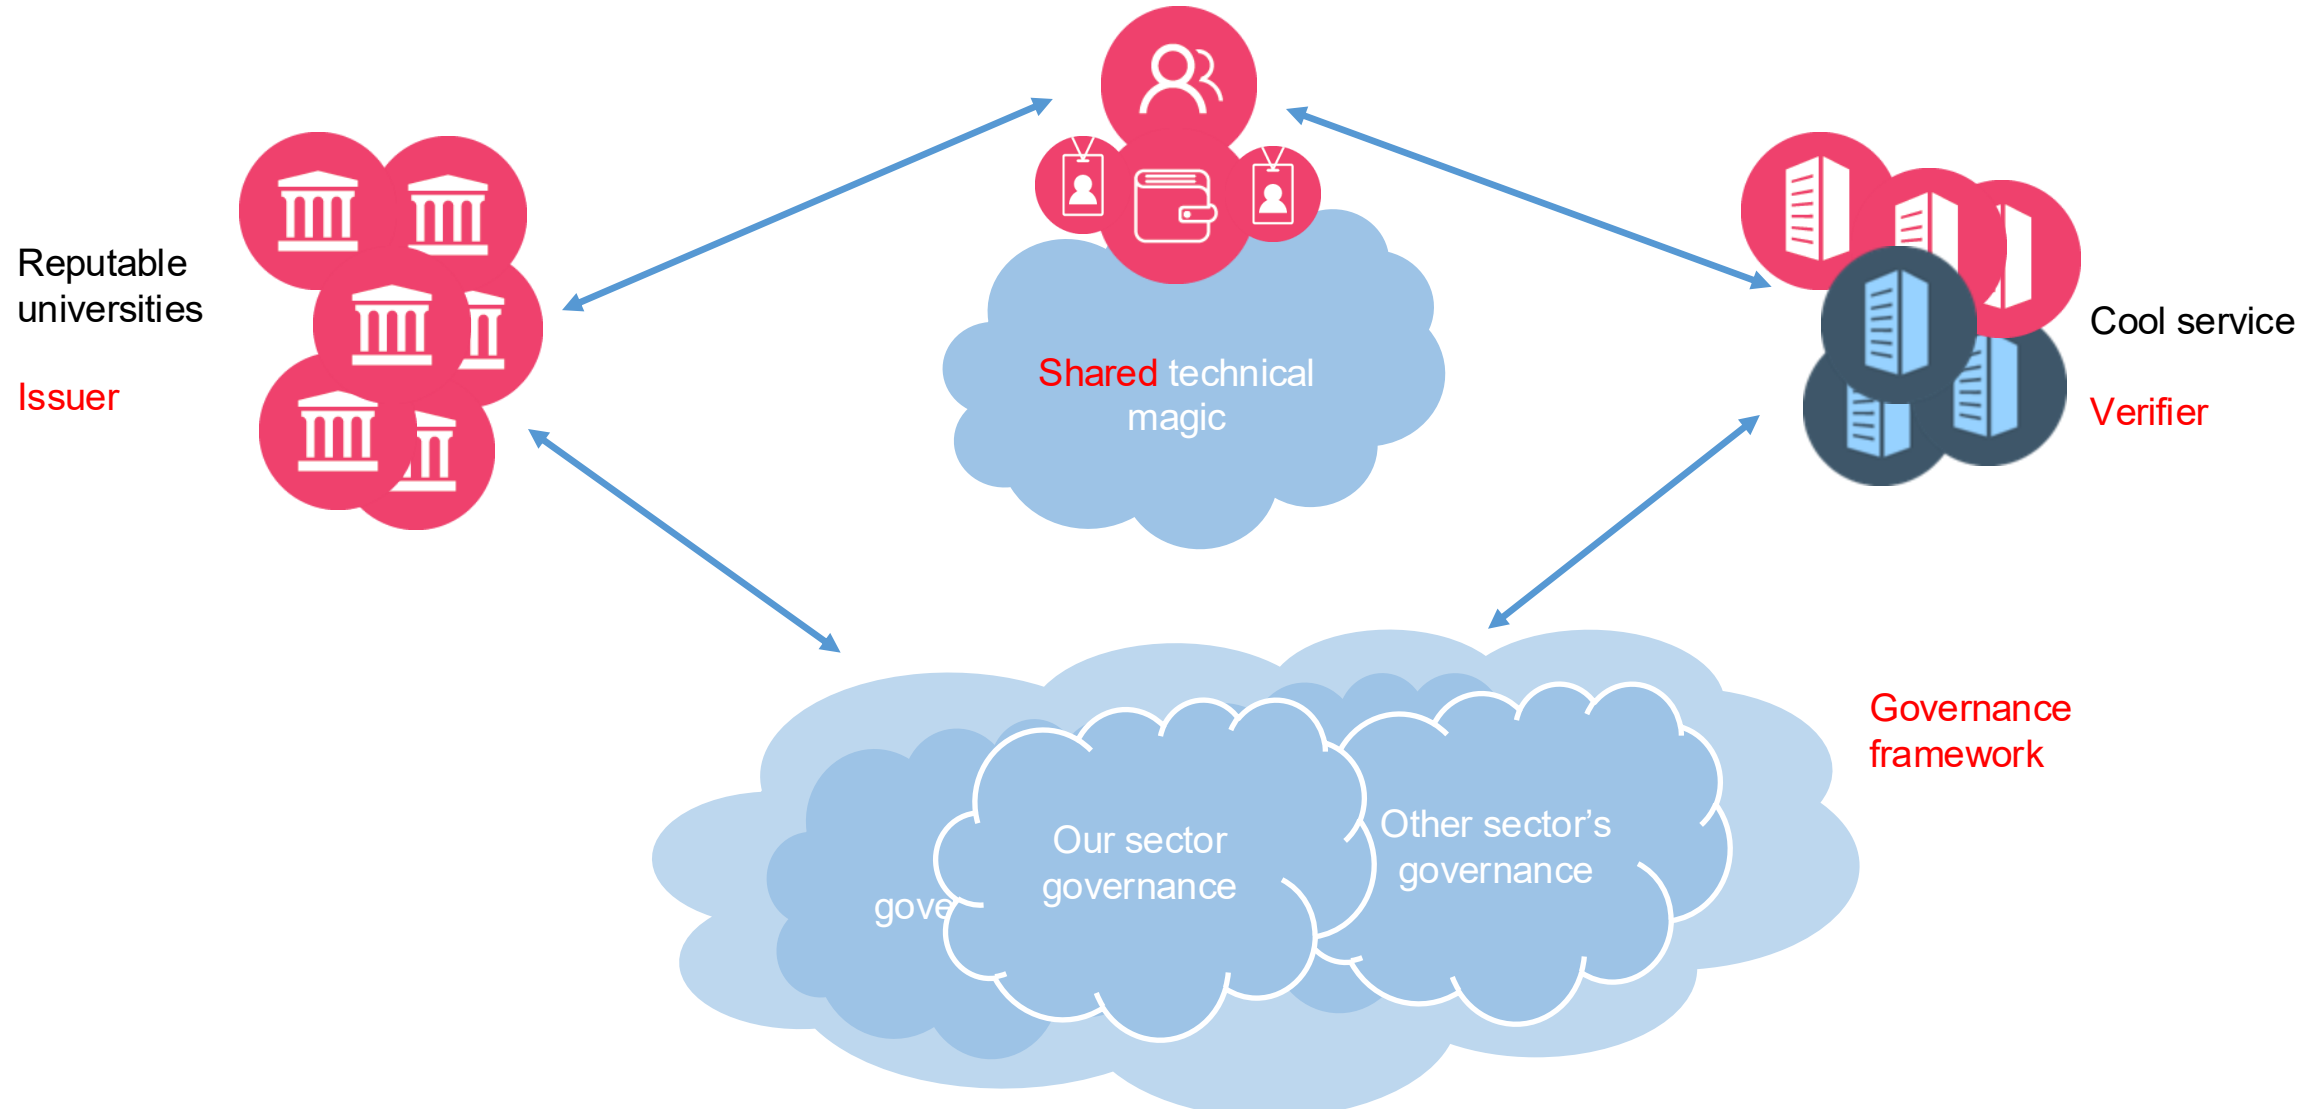 Reputable
universities
Issuer
Shared technical
magic
Cool service
Verifier
Governance
framework
Our sector
governance
Other sector’s
governance